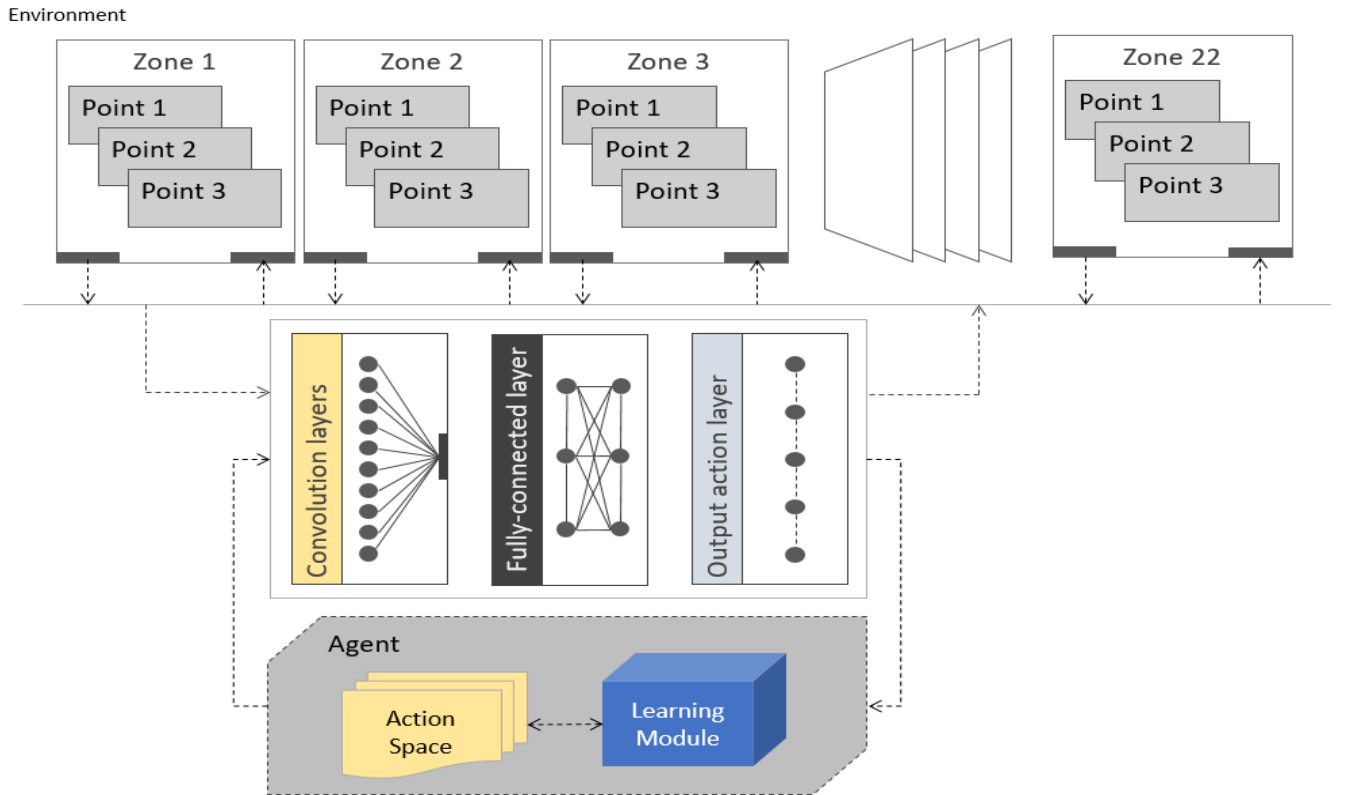 Environment
Zone 1
Point 1
Point 2
Point 3
Zone 2
Point 1
Point 2
Point 3
Zone 3
Point 1
Point 2
Point 3
Zone 22
Point 1
Point 2
Point 3
Convolution layers
Fully-connected layer
Output action layer
Agent
Action
Space
Learning
Module